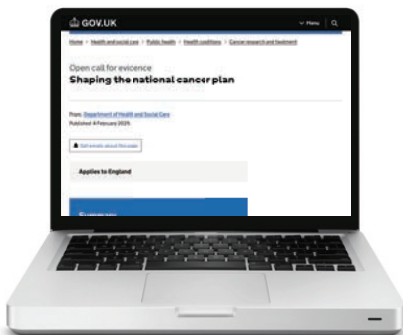 GOV.UK
Menu
Home > Health and social care > Public health > Health conditions > Cancer research and treatment
Open call for evidence
Shaping the national cancer plan
From: Department of Health and Social Care
Published 4 February 2025
Get emails about this page
Applies to England
Summary